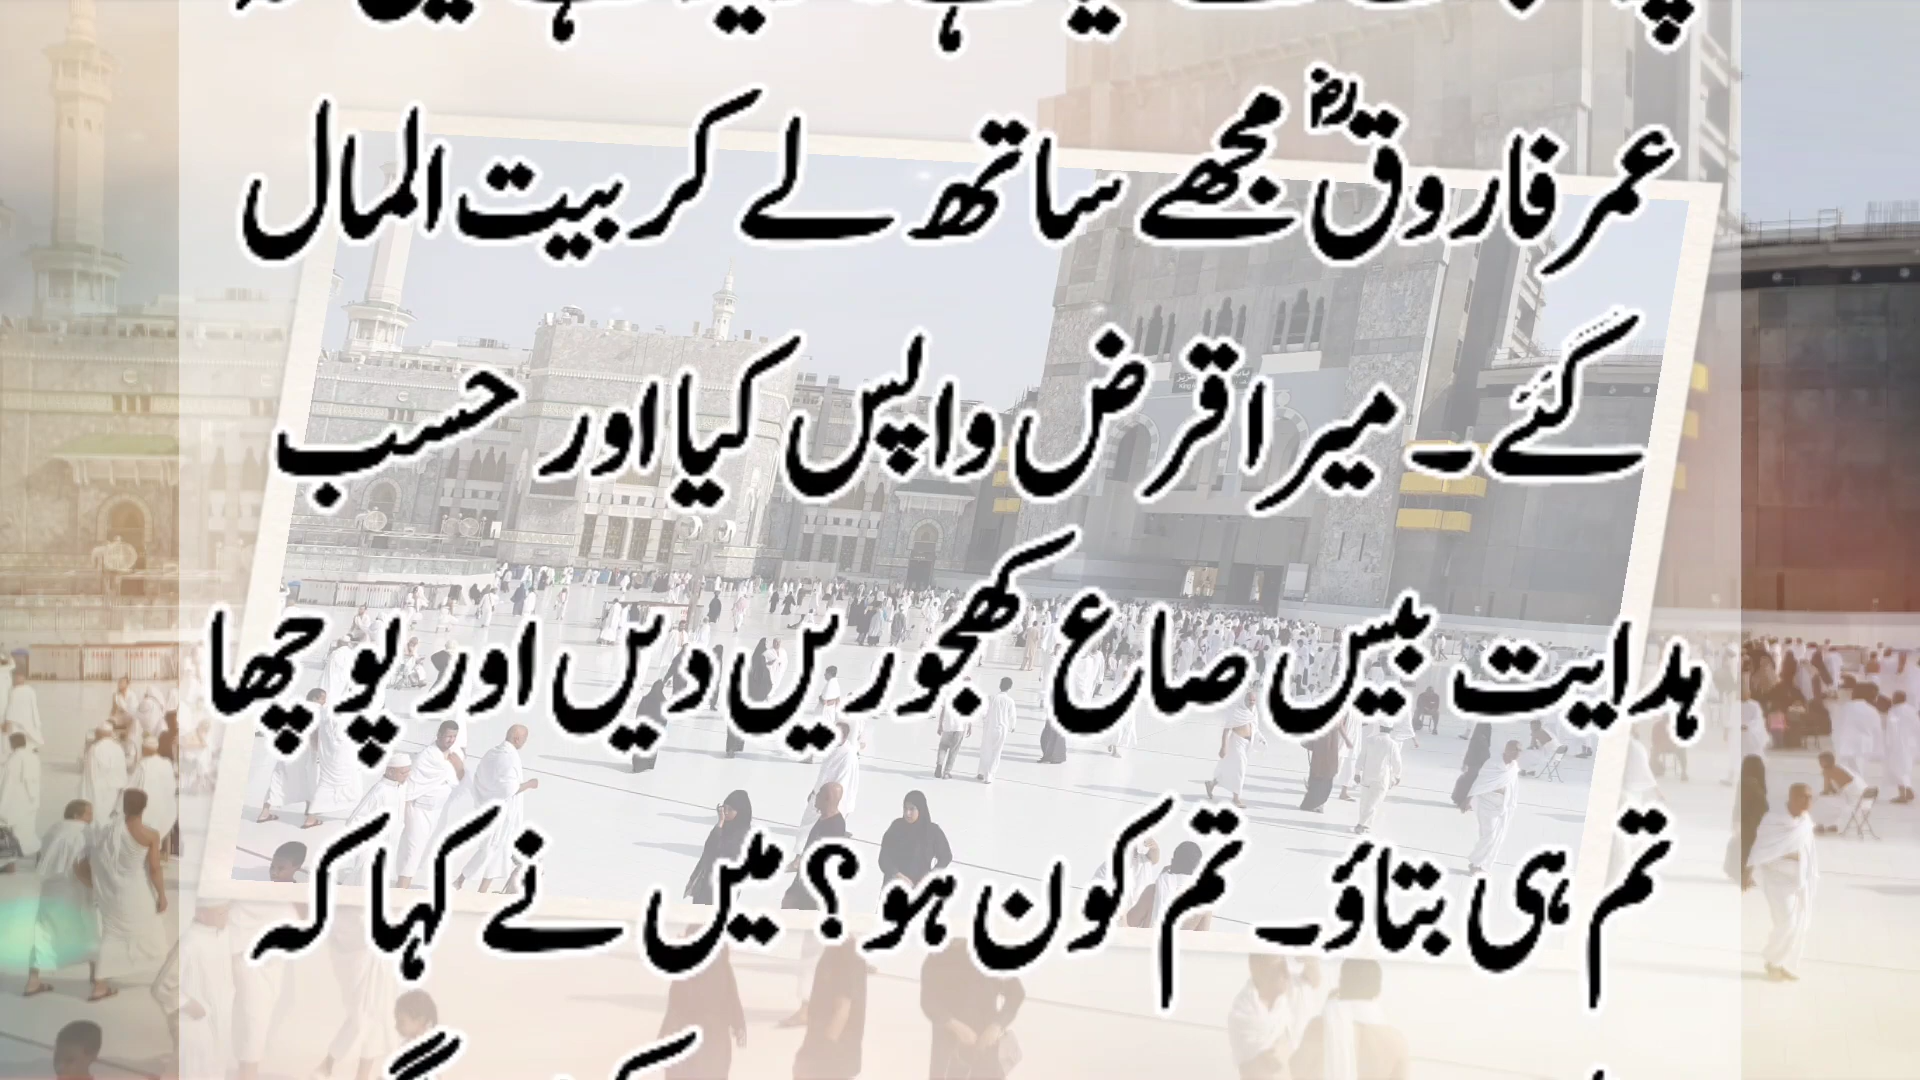 عمر فاروقؓ مجھے ساتھ لے کر بیت المال
گئے۔ میرا قرض واپس کیا اور حسب
ہدایت بیس صاع کھجوریں دیں اور پوچھا
تم ہی بتاؤ۔ تم کون ہو؟ میں نے کہا کہ